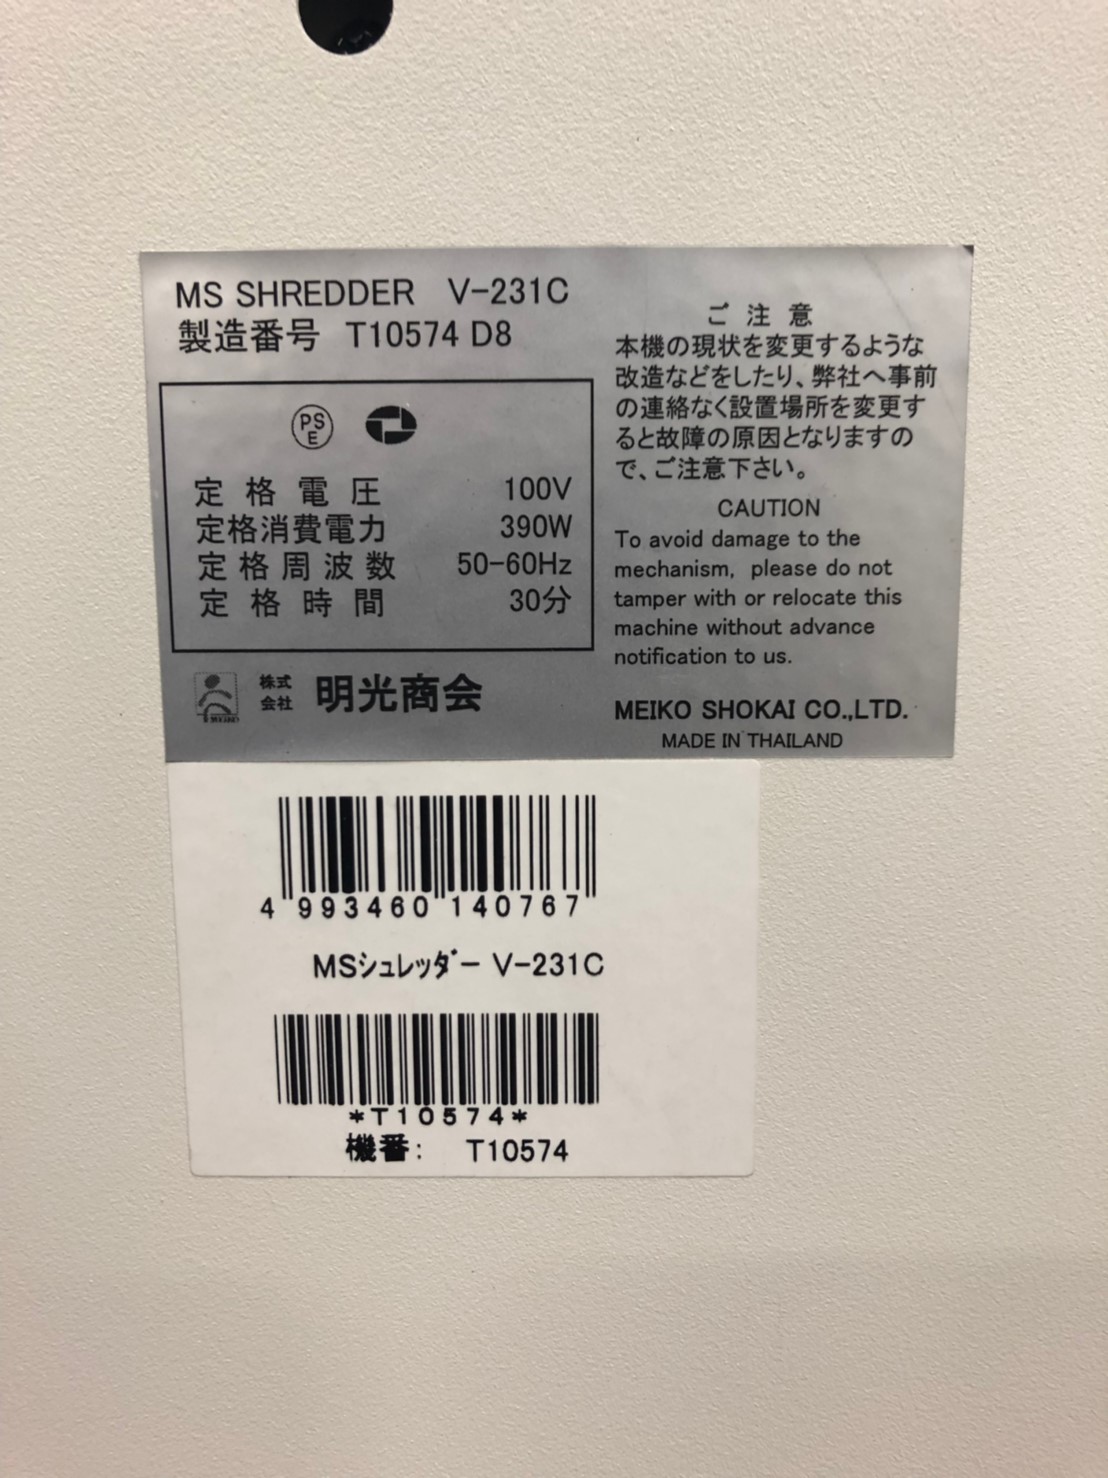 MS SHREDDER V-231C
製造番号 T10574 D8
PS
E
定格電圧 100V
定格消費電力 390W
定格周波数 50-60Hz
定格時間 30分
株式
会社 明光商会
ご注意
本機の現状を変更するような
改造などをしたり、弊社へ事前
の連絡なく設置場所を変更す
ると故障の原因となりますの
で、ご注意下さい。
CAUTION
To avoid damage to the
mechanism, please do not
tamper with or relocate this
machine without advance
notification to us.
MEIKO SHOKAI CO.,LTD.
MADE IN THAILAND
4 993460 140767
MSシュレッダー V-231C
*T10574*
機番: T10574